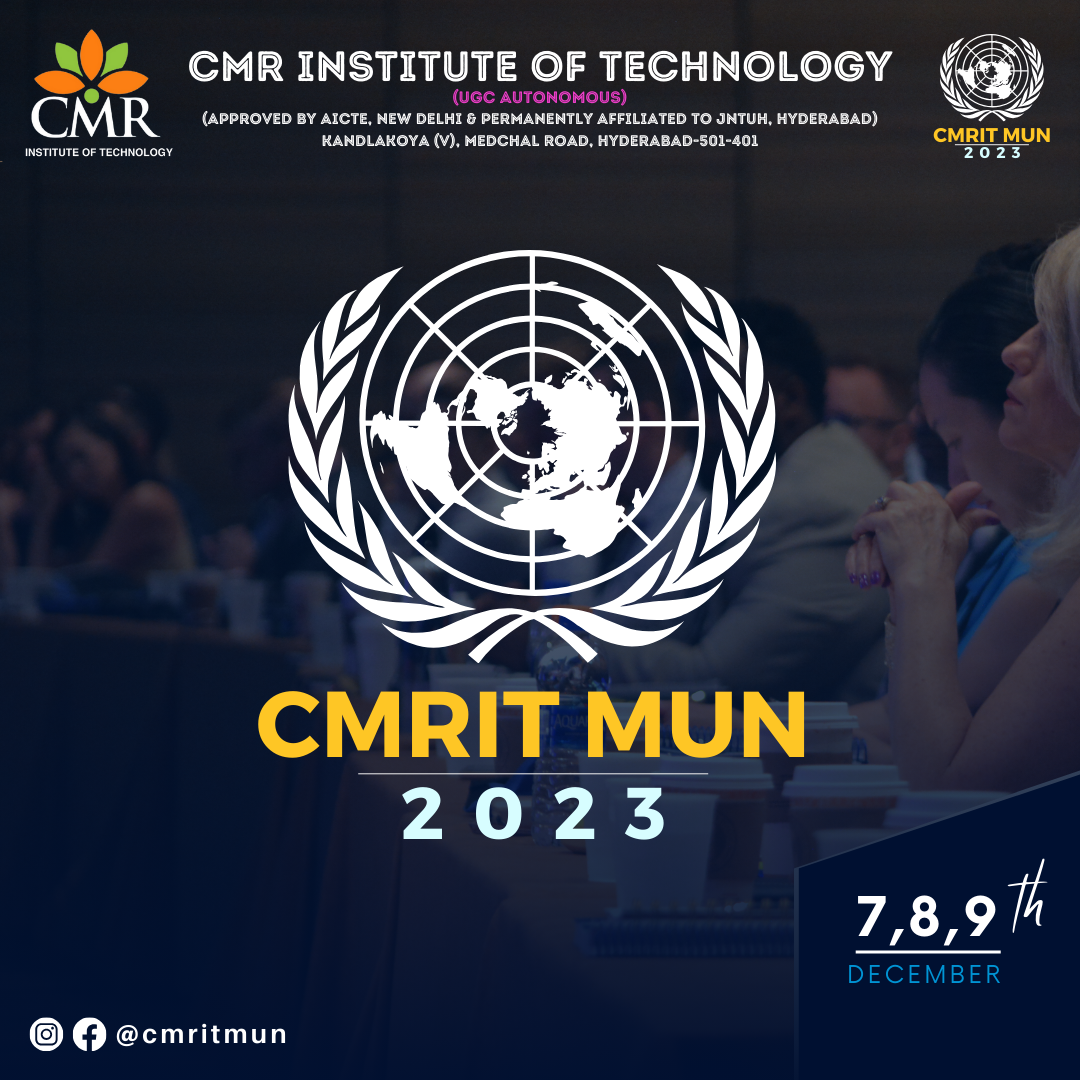 CMR
INSTITUTE OF TECHNOLOGY
CMR INSTITUTE OF TECHNOLOGY
(UGC AUTONOMOUS)
(APPROVED BY AICTE, NEW DELHI & PERMANENTLY AFFILIATED TO JNTUH, HYDERABAD)
KANDLAKOYA (V), MEDCHAL ROAD, HYDERABAD-501-401
CMRIT MUN
2023
CMRIT MUN
2023
7,8,9th
DECEMBER
@cmritmun